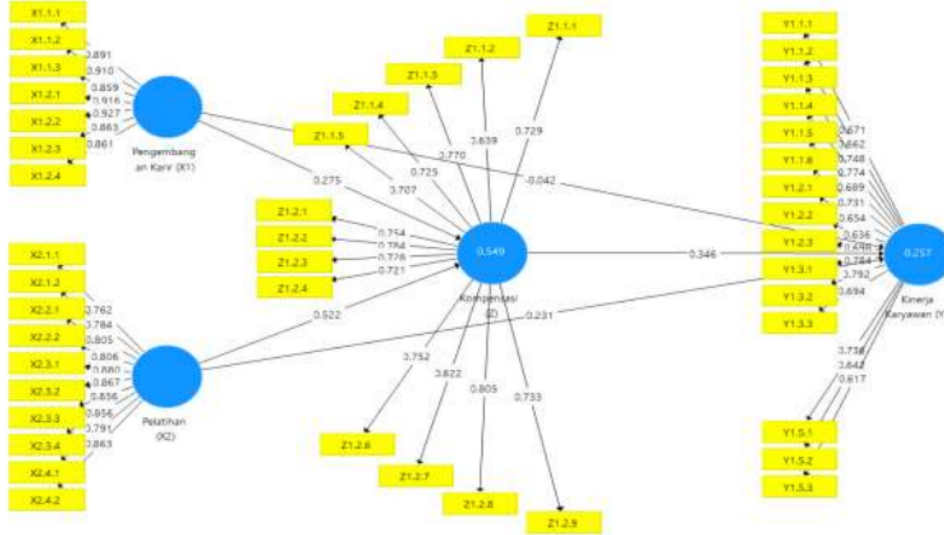 X1.1.1
X1.1.2
X1.1.3
X1.2.1
X1.2.2
X1.2.3
X1.2.4
0.891
0.910
0.859
0.916
0.927
0.863
0.861
Pengembang
an Karir (X1)
X2.1.1
X2.1.2
X2.2.1
X2.2.2
X2.3.1
X2.3.2
X2.3.3
X2.3.4
X2.4.1
X2.4.2
0.762
0.784
0.805
0.806
0.880
0.867
0.836
0.856
0.791
0.863
Pelatihan
(X2)
Z1.1.1
Z1.1.2
Z1.1.3
Z1.1.4
Z1.1.5
0.729
0.639
0.770
0.725
0.707
Z1.2.1
Z1.2.2
Z1.2.3
Z1.2.4
0.754
0.784
0.726
0.721
0.275
0.522
0.549
Kompensasi
(Z)
-0.042
0.346
0.231
0.752
0.622
0.805
0.733
Z1.2.6
Z1.2.7
Z1.2.8
Z1.2.9
Y1.1.1
Y1.1.2
Y1.1.3
Y1.1.4
Y1.1.5
Y1.1.6
Y1.2.1
Y1.2.2
Y1.2.3
Y1.3.1
Y1.3.2
Y1.3.3
0.671
0.662
0.748
0.774
0.689
0.731
0.654
0.636
0.784
0.792
0.694
0.257
Kinerja
Karyawan (Y
0.736
0.642
0.617
Y1.5.1
Y1.5.2
Y1.5.3